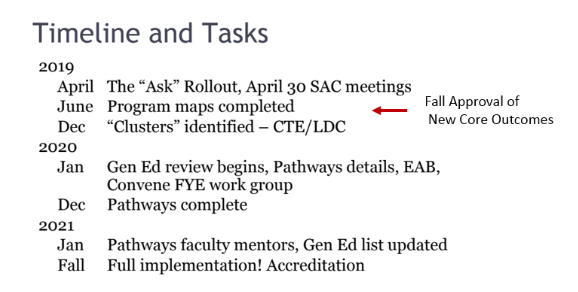 Timeline and Tasks
2019
April The “Ask” Rollout, April 30 SAC meetings
June Program maps completed
Dec “Clusters” identified – CTE/LDC
Fall Approval of
New Core Outcomes
2020
Jan Gen Ed review begins, Pathways details, EAB,
Convene FYE work group
Dec Pathways complete
2021
Jan Pathways faculty mentors, Gen Ed list updated
Fall Full implementation! Accreditation